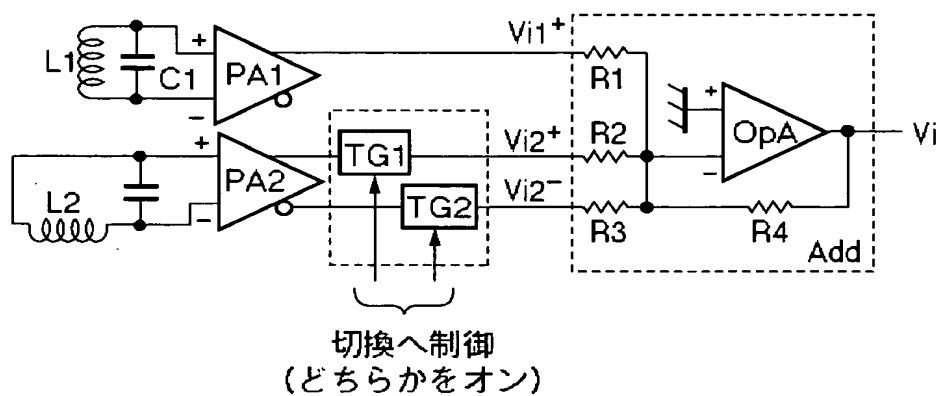 L1
C1
+
−
PA1
Vi1+
R1
L2
+
−
PA2
TG1
TG2
Vi2+
Vi2−
R2
R3
+
−
OpA
R4
Add
Vi
切換へ制御
(どちらかをオン)